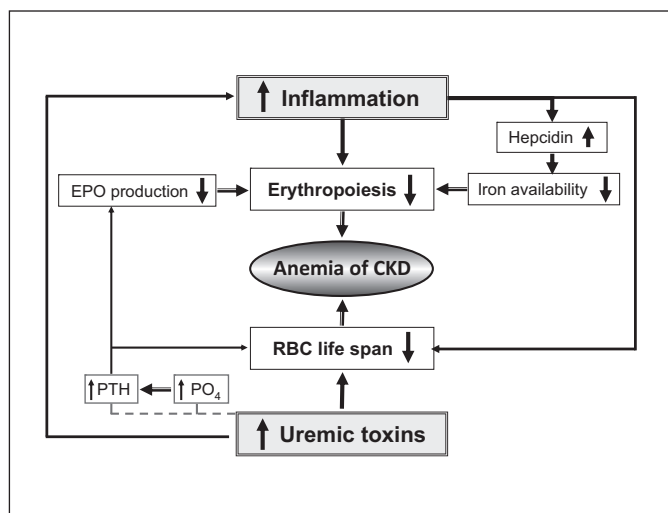 ↑ Inflammation
Hepcidin ↑
EPO production ↓
Erythropoiesis ↓
Iron availability ↓
Anemia of CKD
RBC life span ↓
↑PTH
↑PO₄
↑ Uremic toxins